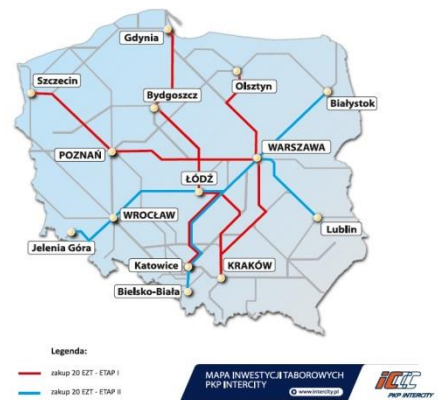 Gdynia
Szczecin
Olsztyn
Bydgoszcz
Białystok
POZNAŃ
WARSZAWA
ŁÓDŹ
WROCŁAW
Lublin
Jelenia Góra
Katowice
KRAKÓW
Bielsko-Biała
Legenda:
zakup 20 EZT - ETAP I
zakup 20 EZT - ETAP II
MAPA INWESTYCJI TABOROWYCH
PKP INTERCITY
www.intercity.pl
PKP INTERCITY